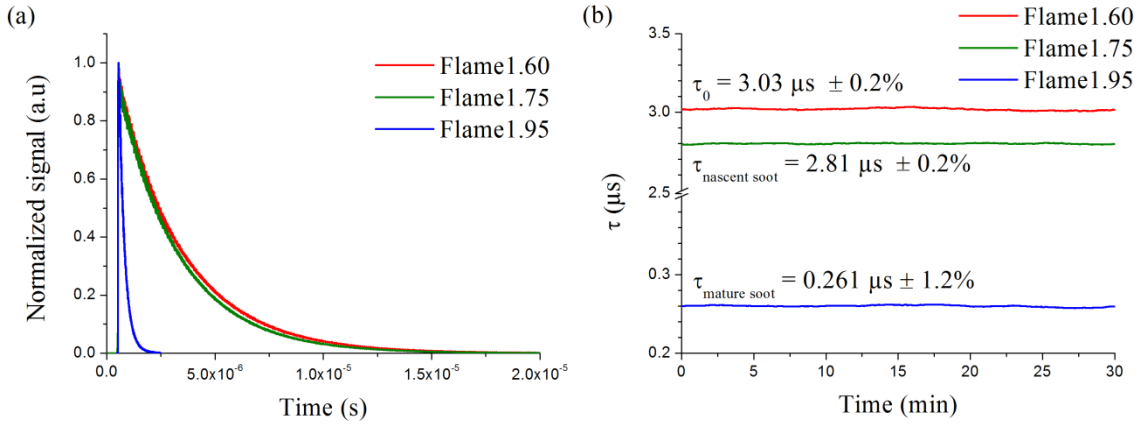 (a)
Normalized signal (a.u)
1.0
0.8
0.6
0.4
0.2
0.0
0.0
5.0x10⁻⁶
1.0x10⁻⁵
1.5x10⁻⁵
2.0x10⁻⁵
Time (s)
Flame1.60
Flame1.75
Flame1.95
(b)
Flame1.60
Flame1.75
Flame1.95
τ (µs)
3.5
3.0
2.5
0.3
0.2
τ₀ = 3.03 µs ± 0.2%
τ nascent soot = 2.81 µs ± 0.2%
τ mature soot = 0.261 µs ± 1.2%
0
5
10
15
20
25
30
Time (min)